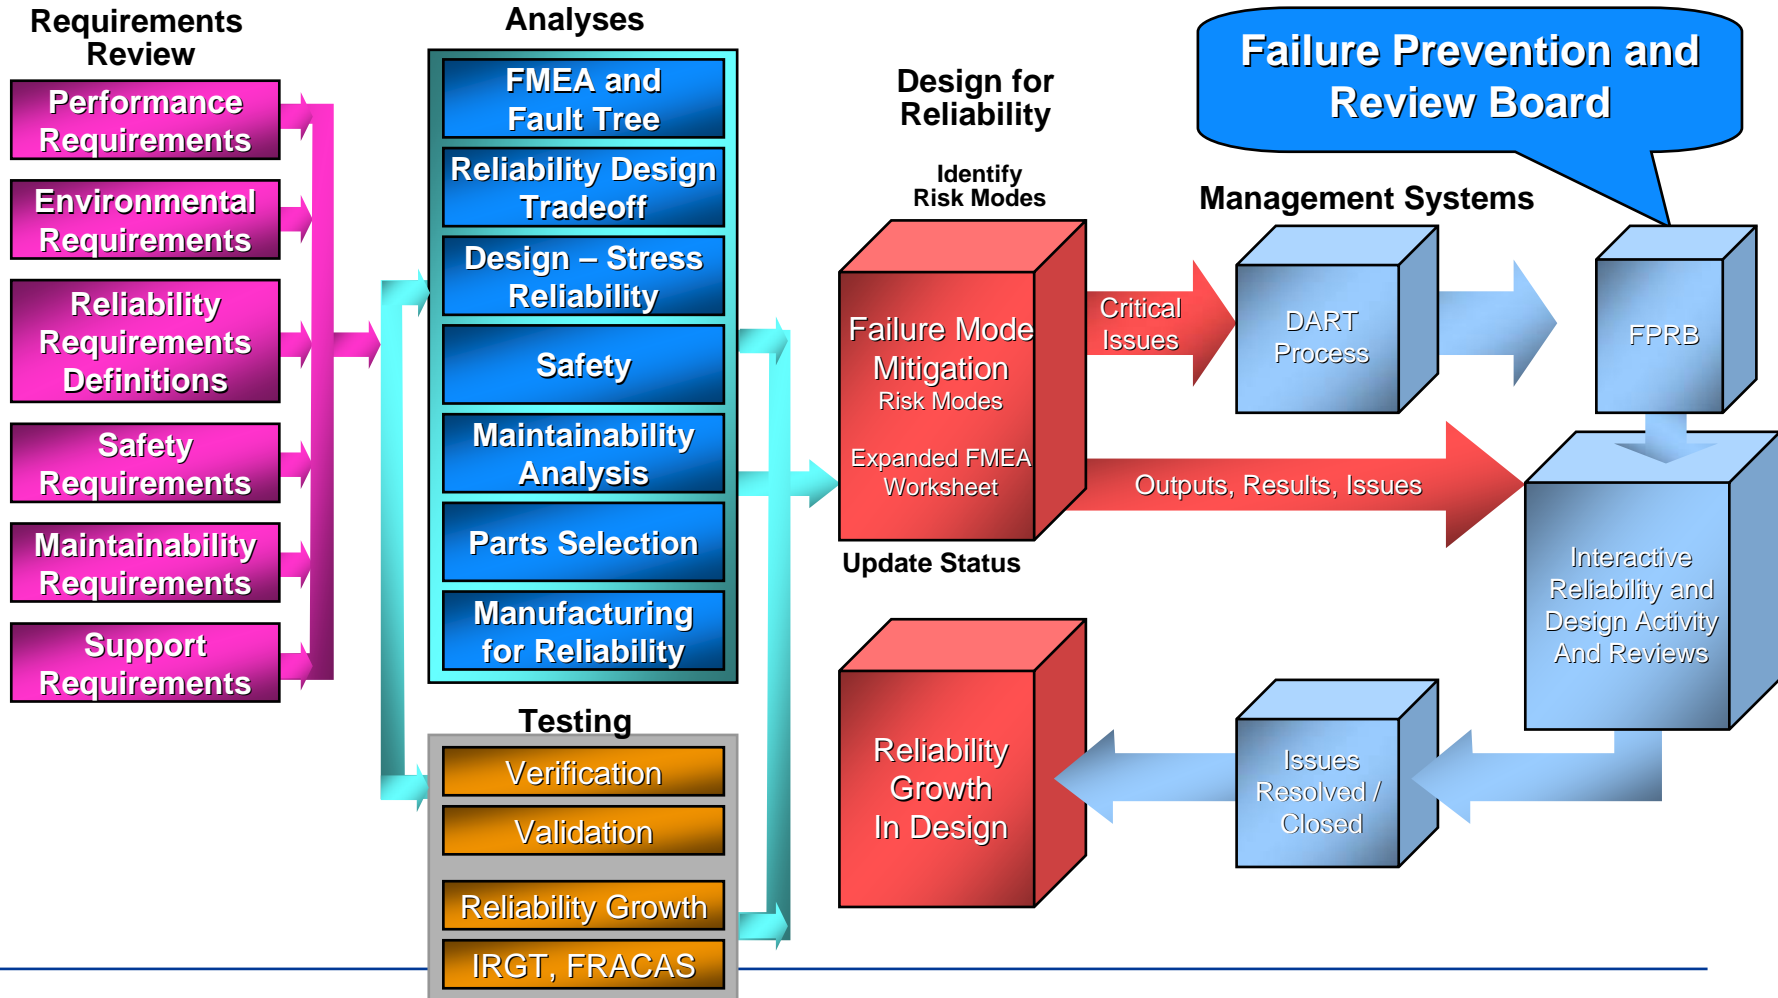 Requirements
Review
Performance
Requirements
Environmental
Requirements
Reliability
Requirements
Definitions
Safety
Requirements
Maintainability
Requirements
Support
Requirements
Analyses
FMEA and
Fault Tree
Reliability Design
Tradeoff
Design – Stress
Reliability
Safety
Maintainability
Analysis
Parts Selection
Manufacturing
for Reliability
Testing
Verification
Validation
Reliability Growth
IRGT, FRACAS
Design for
Reliability
Identify
Risk Modes
Failure Mode
Mitigation
Risk Modes
Expanded FMEA
Worksheet
Update Status
Critical
Issues
Outputs, Results, Issues
Failure Prevention and
Review Board
Management Systems
DART
Process
FPRB
Interactive
Reliability and
Design Activity
And Reviews
Issues
Resolved /
Closed
Reliability
Growth
In Design